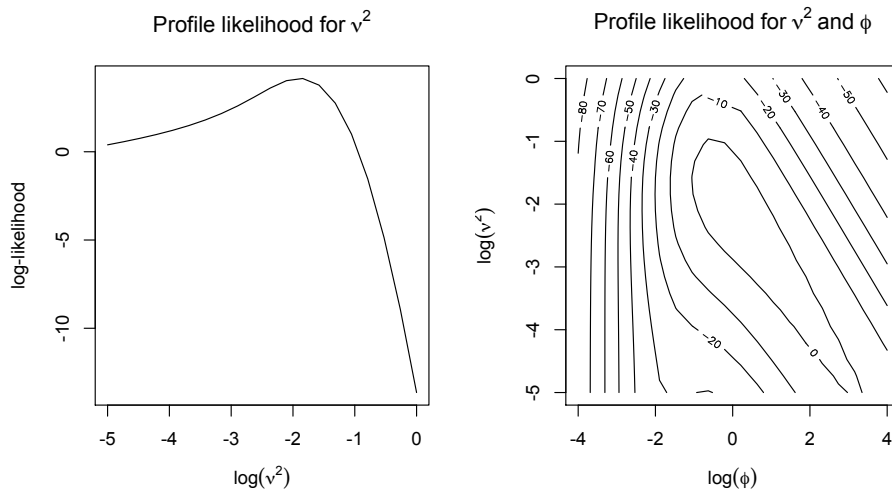 Profile likelihood for ν²
log-likelihood
0
-5
-10
-5 -4 -3 -2 -1 0
log(ν²)
Profile likelihood for ν² and ϕ
log(ν²)
0
-1
-2
-3
-4
-5
-80
-70
-60
-50
-40
-30
-20
-10
0
-20
-30
-40
-50
-4 -2 0 2 4
log(ϕ)